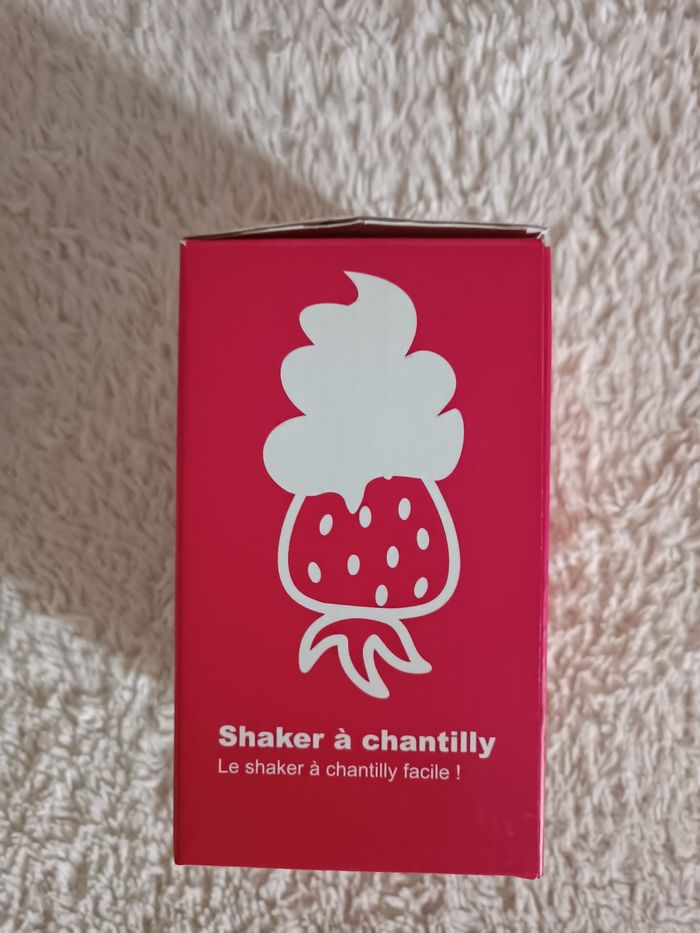 Shaker à chantilly
Le shaker à chantilly facile !